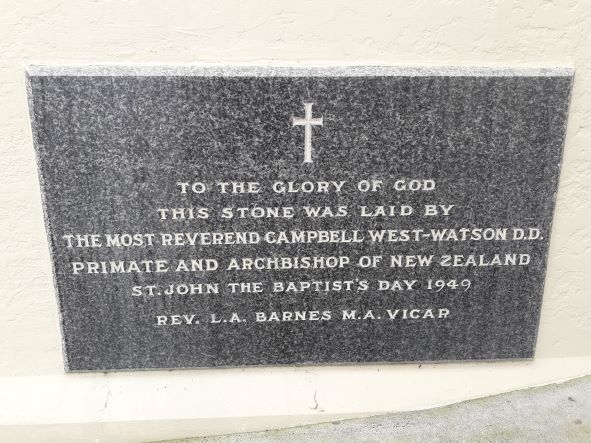 TO THE GLORY OF GOD
THIS STONE WAS LAID BY
THE MOST REVEREND CAMPBELL WEST-WATSON D.D.
PRIMATE AND ARCHBISHOP OF NEW ZEALAND
ST. JOHN THE BAPTIST'S DAY 1949
REV. L.A. BARNES M.A. VICAR